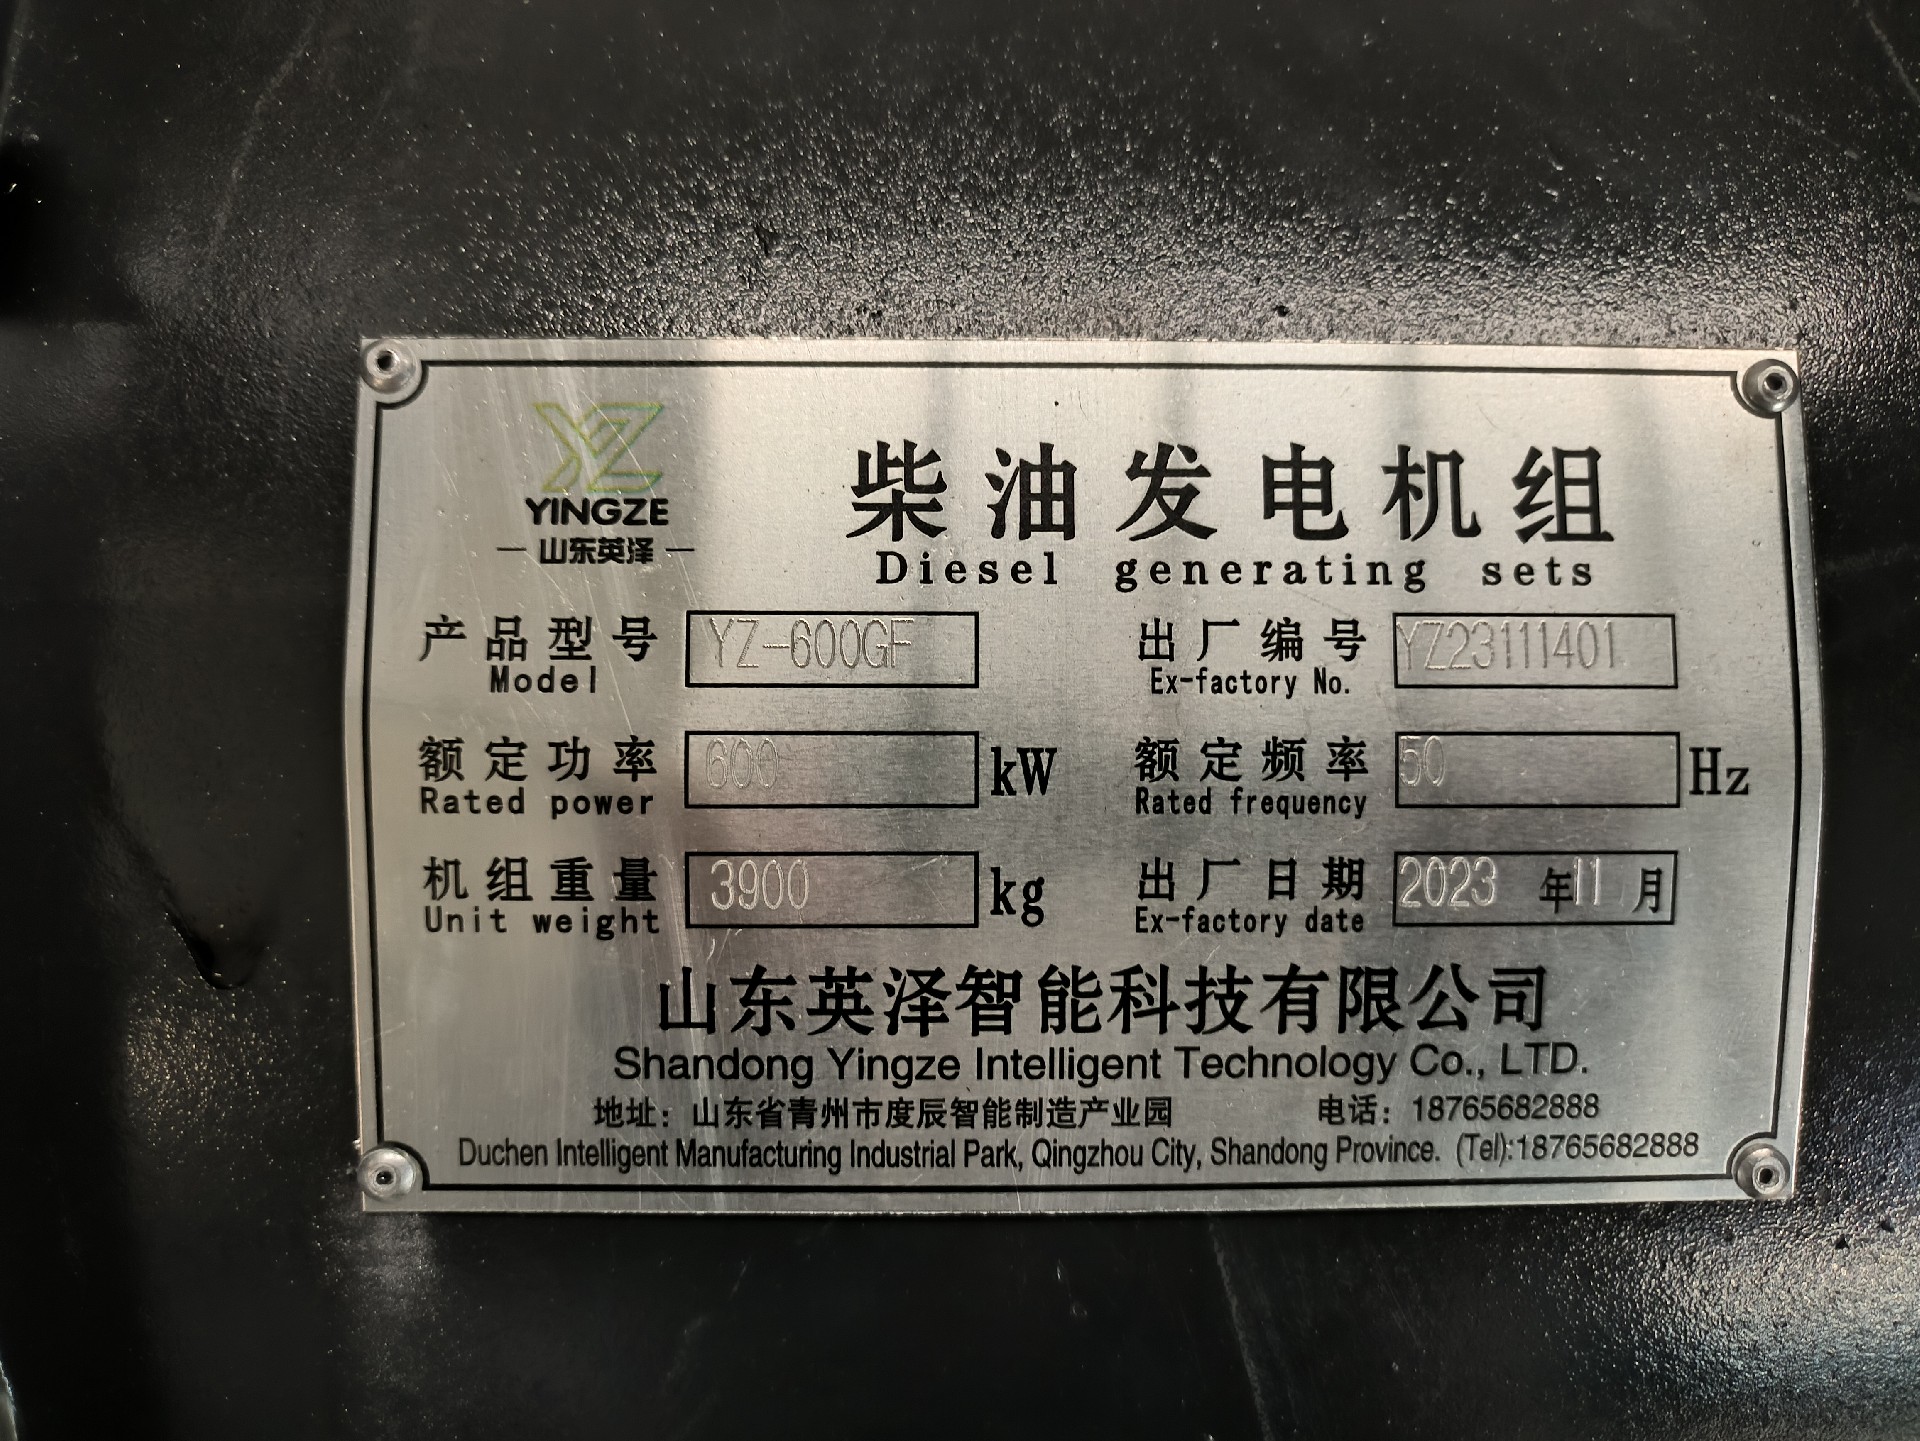 YZ
YINGZE
山东英泽
柴油发电机组
Diesel generating sets
产品型号 YZ-600GF 出厂编号 YZ23111401
Model Ex-factory No.
额定功率 600 kW 额定频率 50 Hz
Rated power Rated frequency
机组重量 3900 kg 出厂日期 2023 年11 月
Unit weight Ex-factory date
山东英泽智能科技有限公司
Shandong Yingze Intelligent Technology Co., LTD.
地址：山东省青州市度辰智能制造产业园 电话：18765682888
Duchen Intelligent Manufacturing Industrial Park, Qingzhou City, Shandong Province. (Tel):18765682888